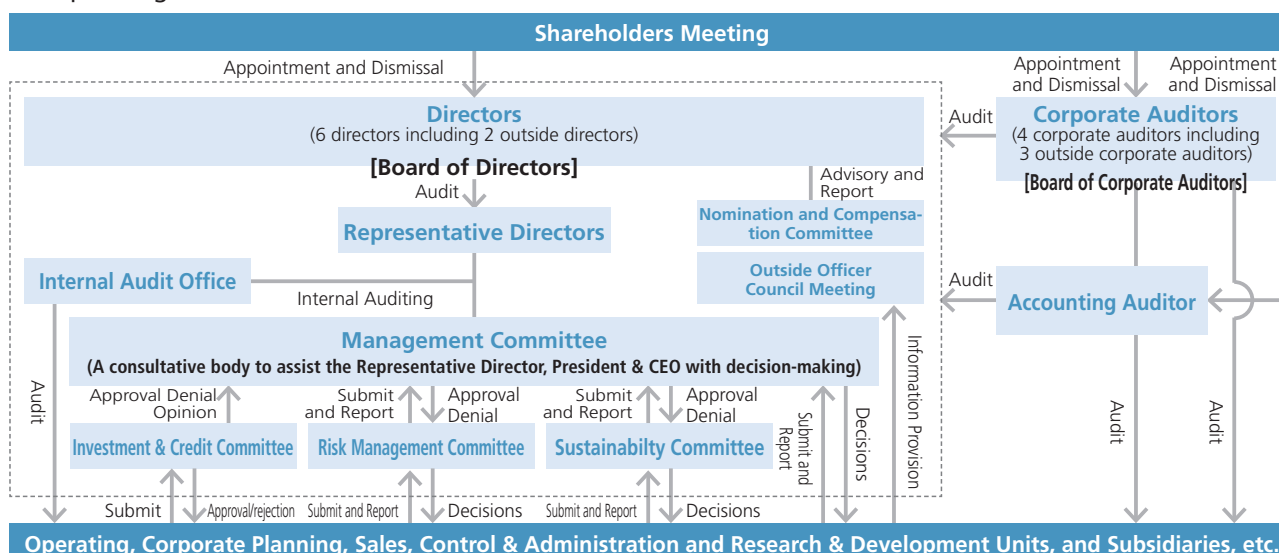 Shareholders Meeting
Appointment and Dismissal
Appointment
and Dismissal
Appointment
and Dismissal
Directors
(6 directors including 2 outside directors)
[Board of Directors]
Audit
Corporate Auditors
(4 corporate auditors including
3 outside corporate auditors)
[Board of Corporate Auditors]
Audit
Advisory and
Report
Representative Directors
Nomination and Compensa-
tion Committee
Internal Audit Office
Internal Auditing
Outside Officer
Council Meeting
Audit
Accounting Auditor
Management Committee
(A consultative body to assist the Representative Director, President & CEO with decision-making)
Audit
Approval Denial
Opinion
Submit
and Report
Approval
Denial
Submit
and Report
Approval
Denial
Submit and
Report
Decisions
Information Provision
Audit
Audit
Investment & Credit Committee
Risk Management Committee
Sustainabilty Committee
Submit
Approval/rejection
Submit and Report
Decisions
Submit and Report
Decisions
Operating, Corporate Planning, Sales, Control & Administration and Research & Development Units, and Subsidiaries, etc.